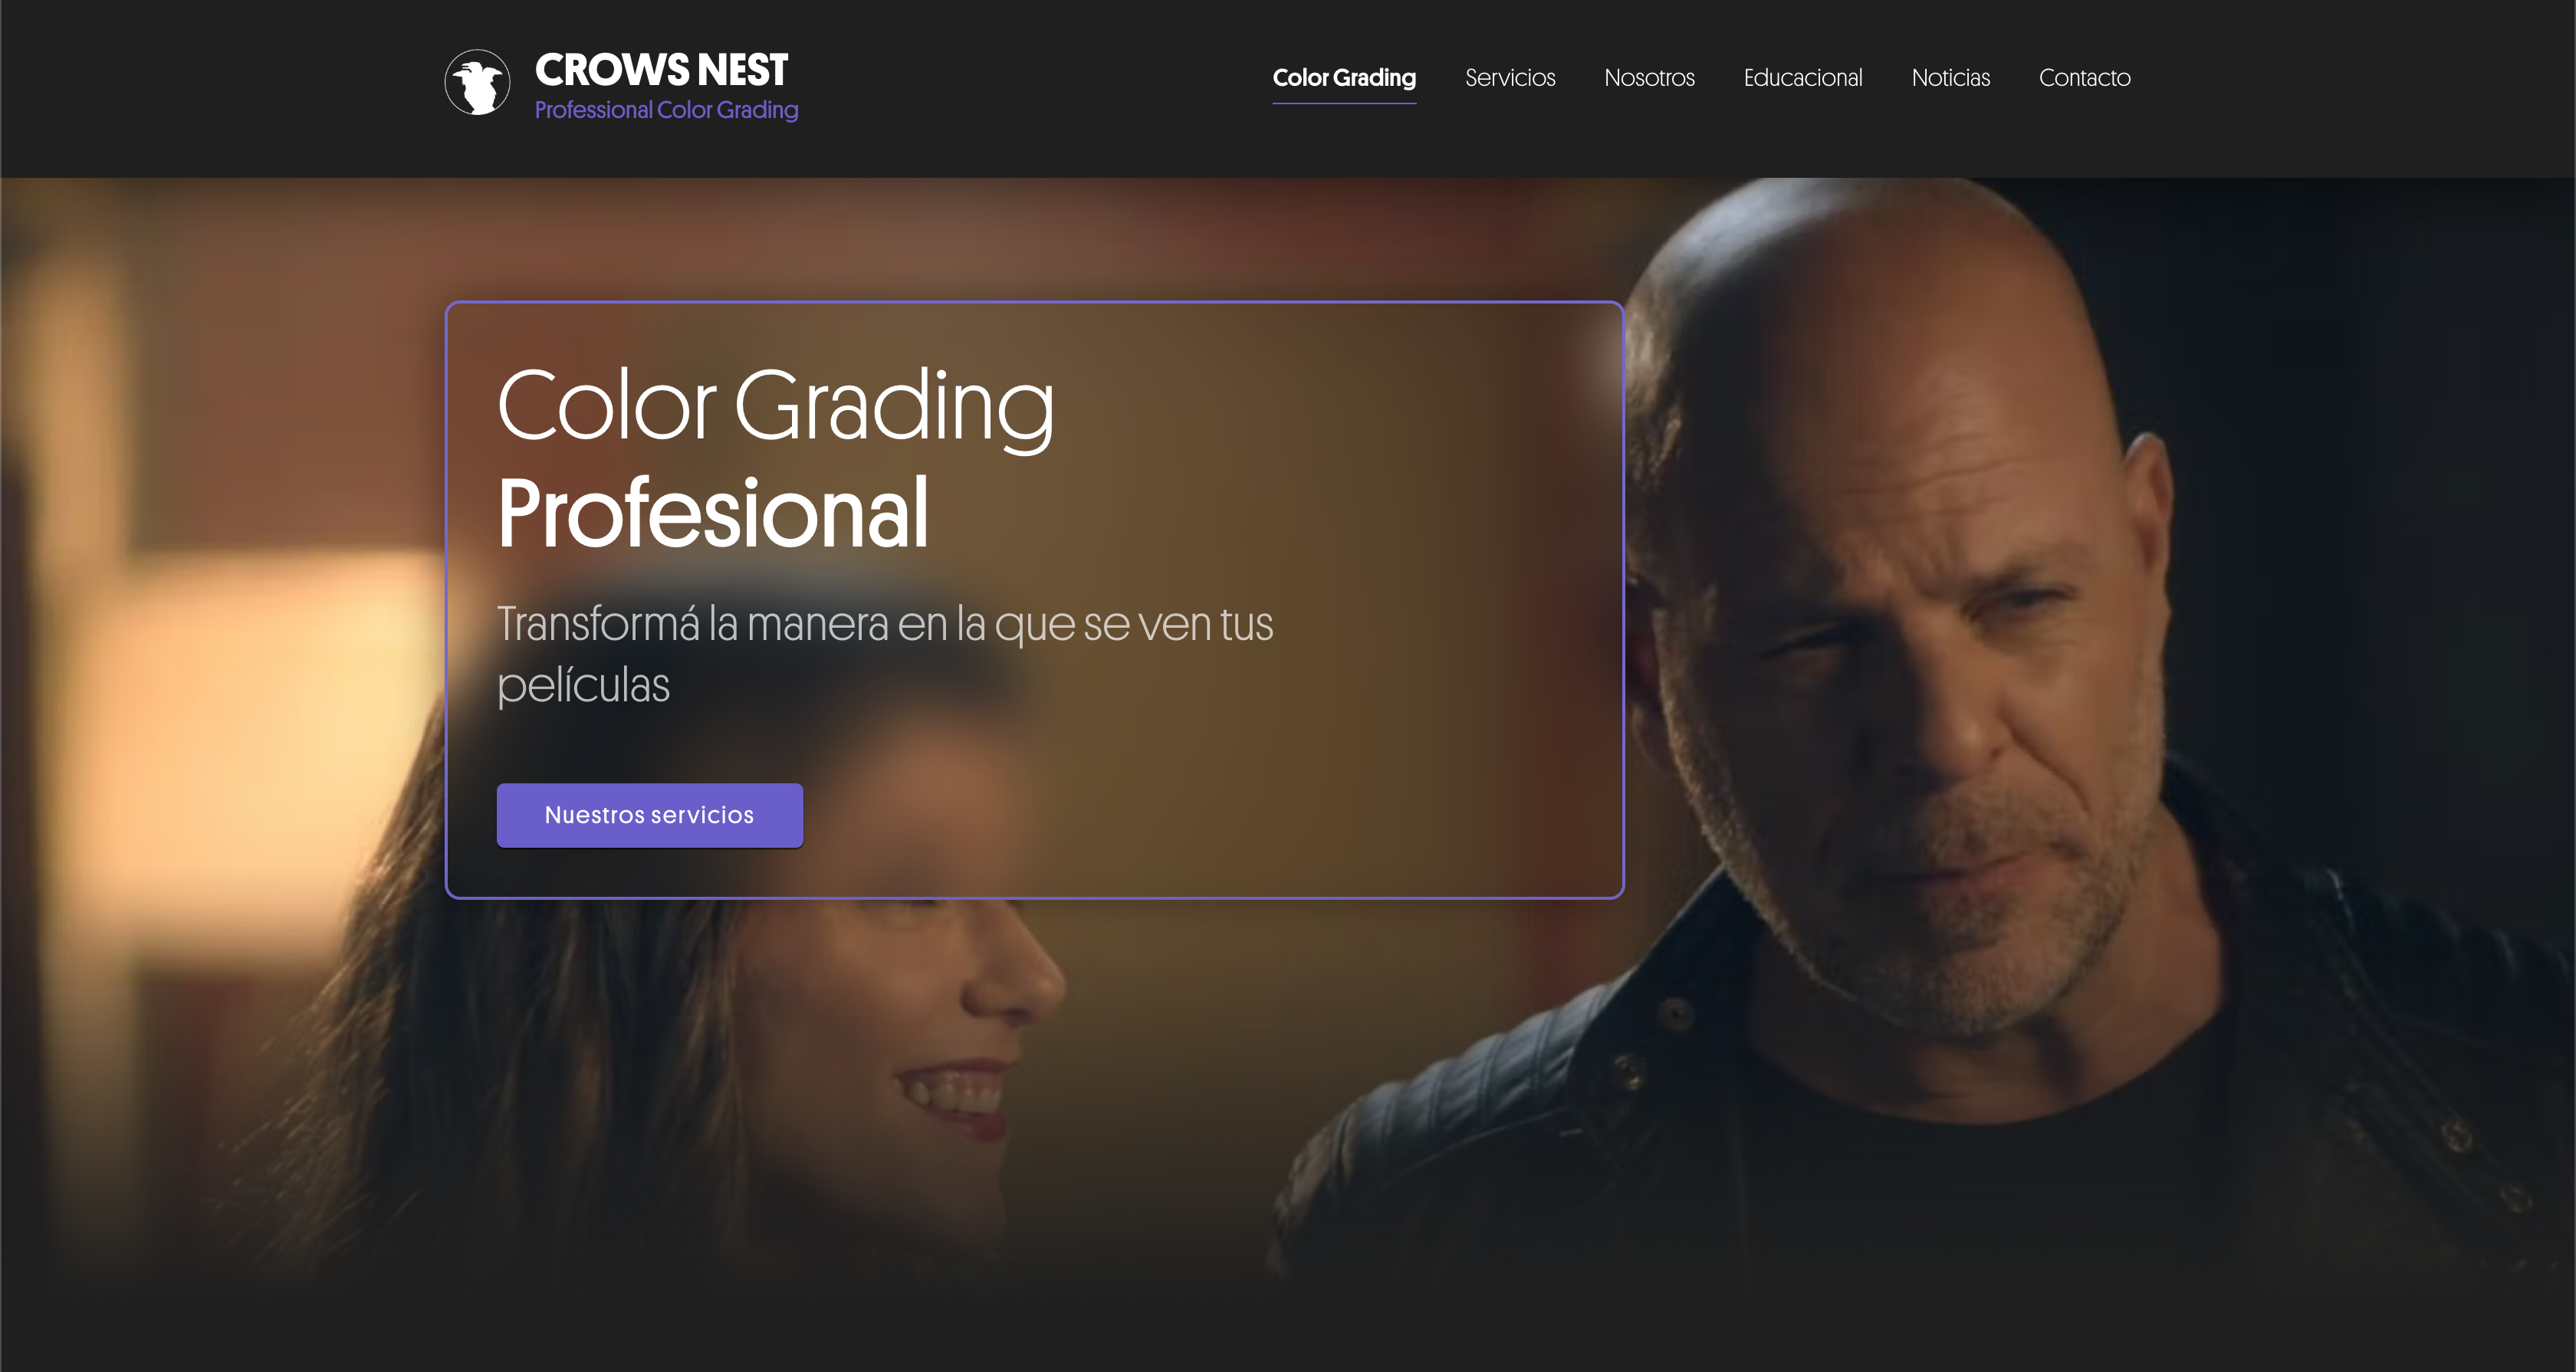 CROWS NEST
Professional Color Grading
Color Grading
Servicios
Nosotros
Educacional
Noticias
Contacto
Color Grading
Profesional
Transformá la manera en la que se ven tus
películas
Nuestros servicios